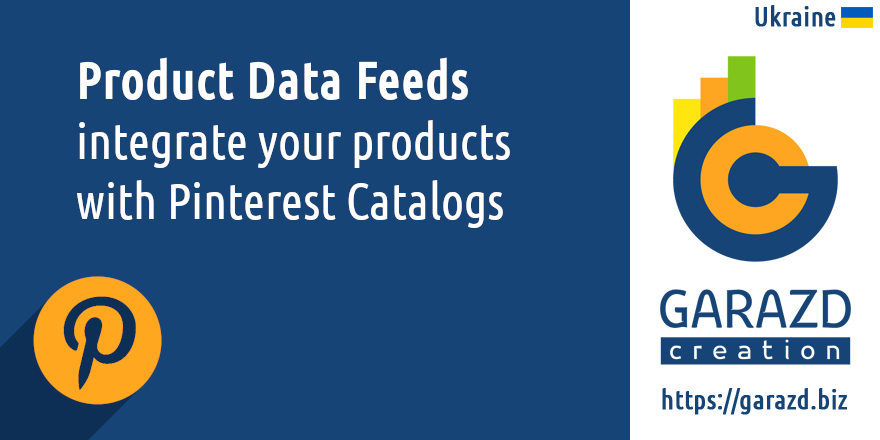 Ukraine
Product Data Feeds
integrate your products
with Pinterest Catalogs
GARAZD
creation
https://garazd.biz